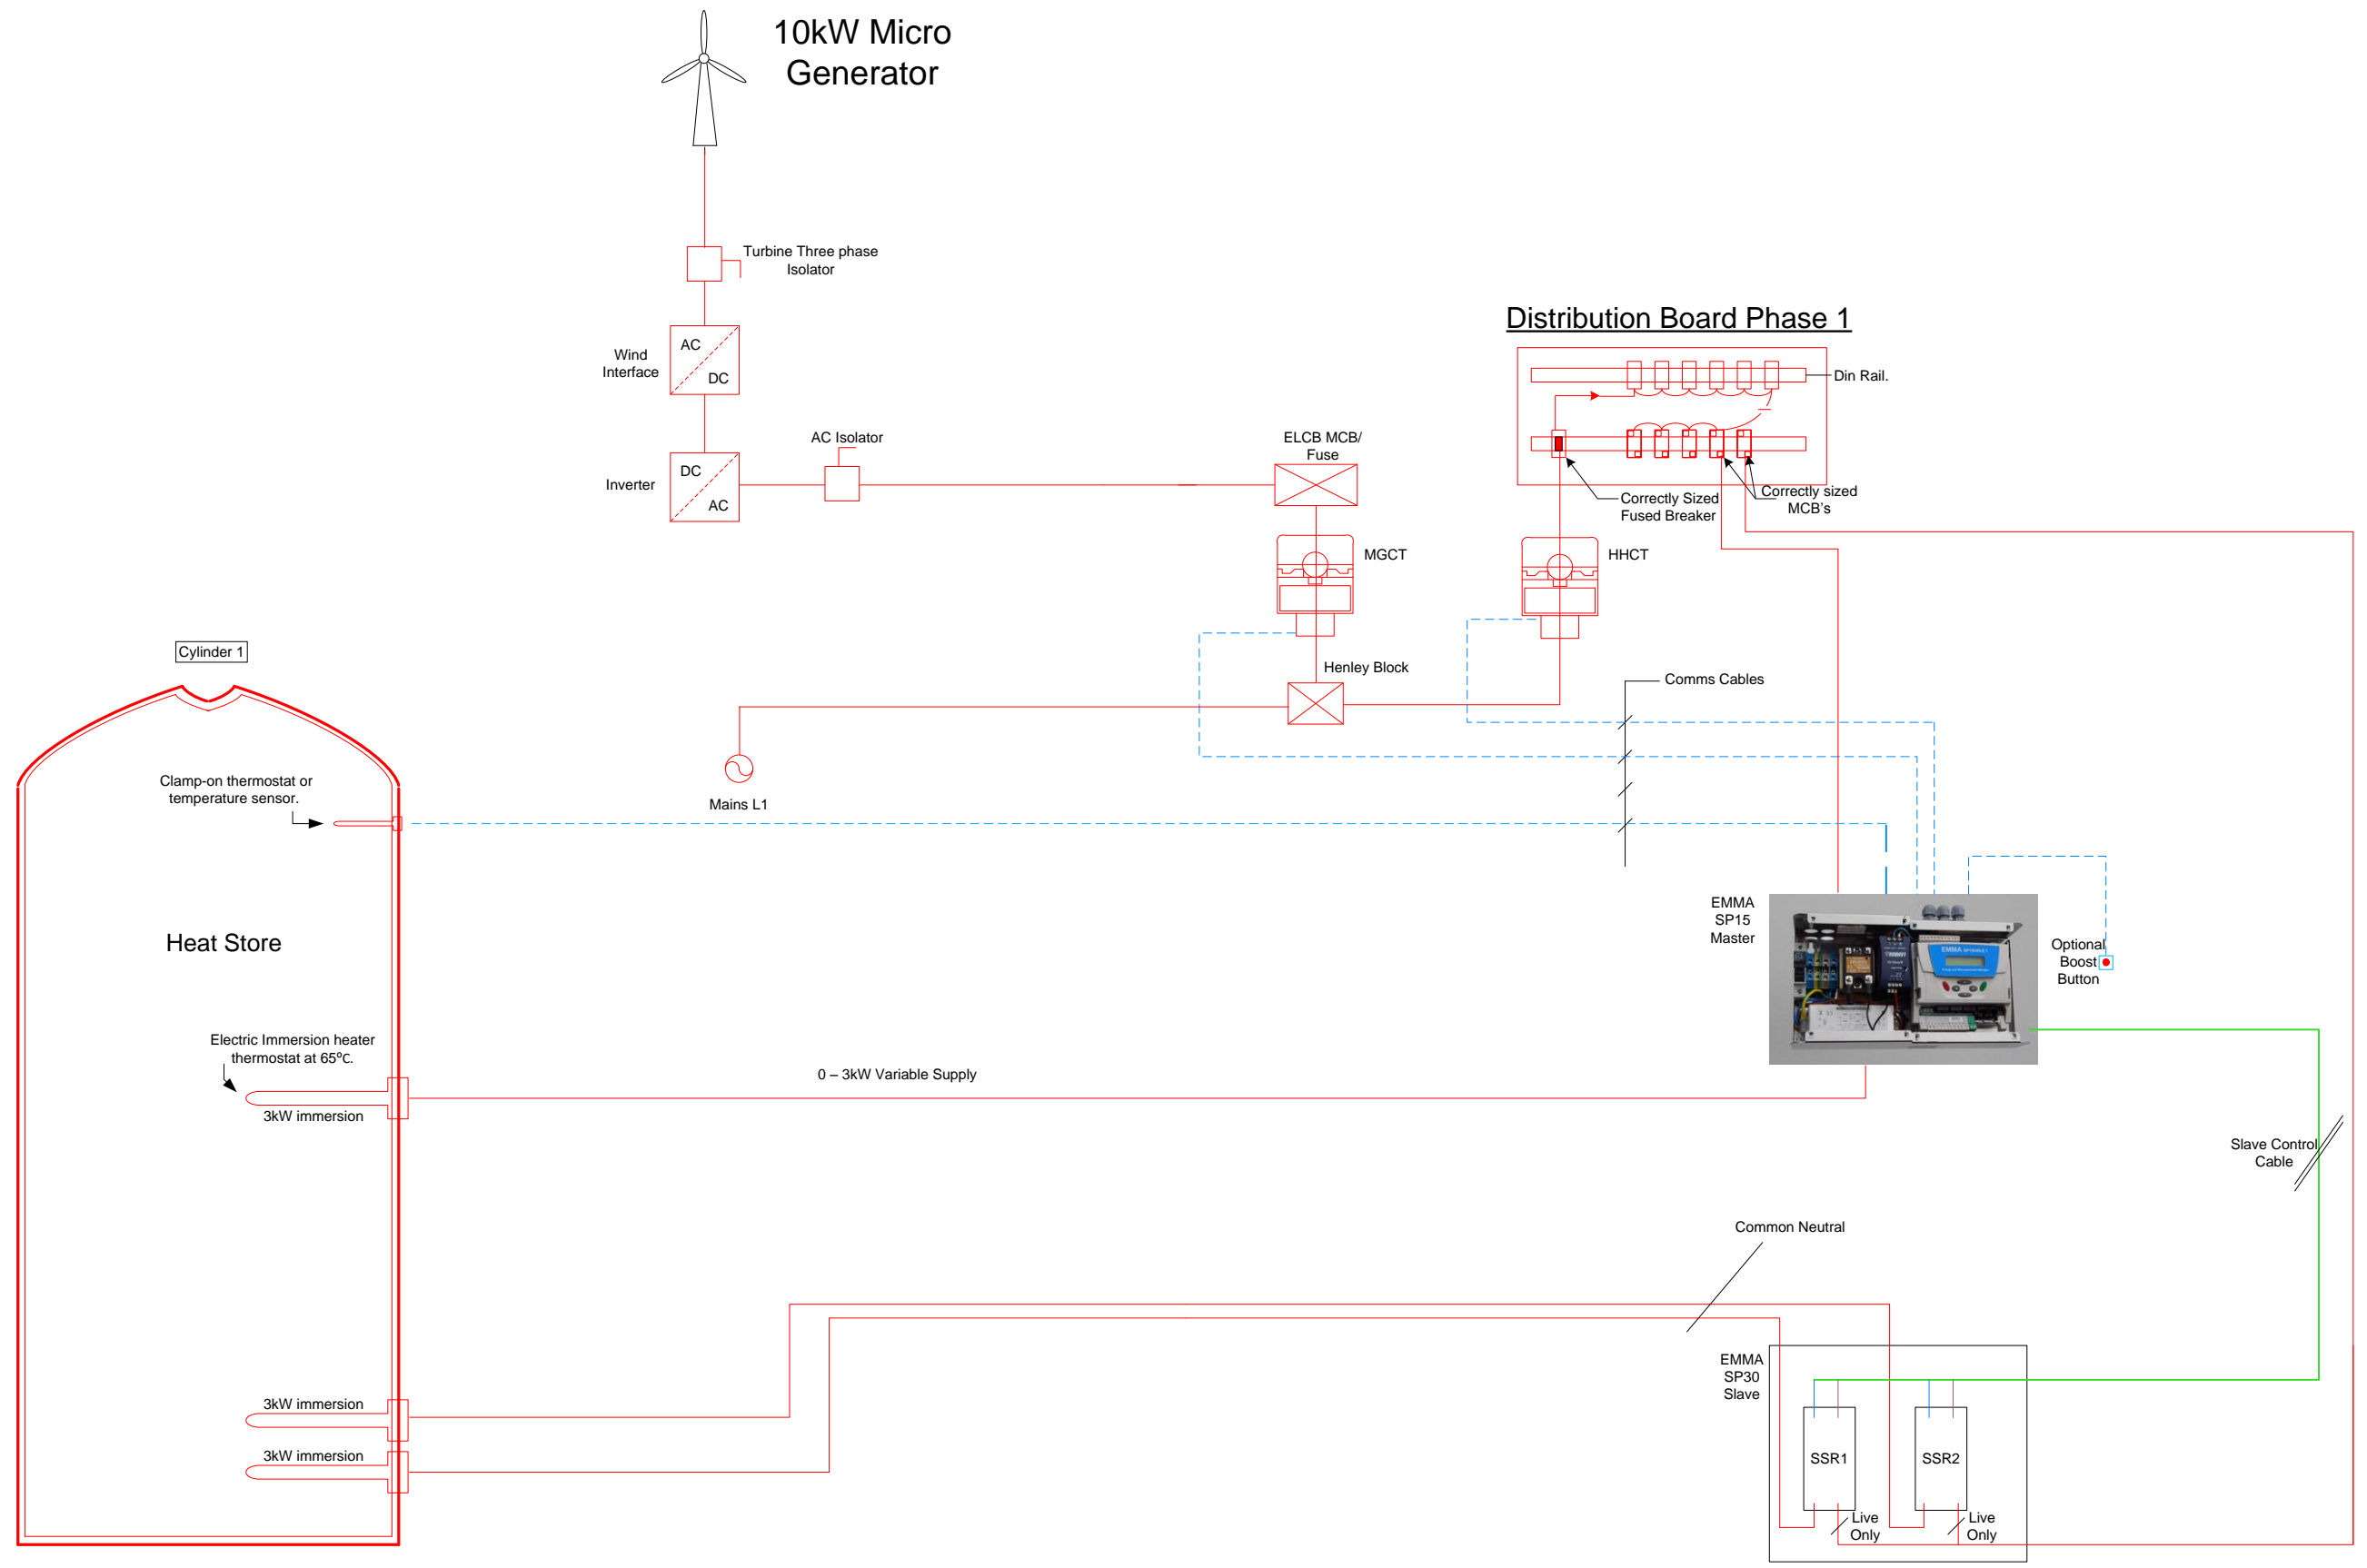 10kW Micro
Generator
Turbine Three phase
Isolator
Distribution Board Phase 1
Wind
Interface
AC
DC
Din Rail.
AC Isolator
ELCB MCB/
Fuse
Inverter
DC
AC
Correctly Sized
Fused Breaker
Correctly sized
MCB's
MGCT
HHCT
Cylinder 1
Henley Block
Comms Cables
Clamp-on thermostat or
temperature sensor.
Mains L1
EMMA
SP15
Master
EMMA
Heat Store
Optional
Boost
Button
Electric Immersion heater
thermostat at 65°C.
0 – 3kW Variable Supply
3kW immersion
Slave Control
Cable
Common Neutral
EMMA
SP30
Slave
3kW immersion
3kW immersion
SSR1
SSR2
Live
Only
Live
Only